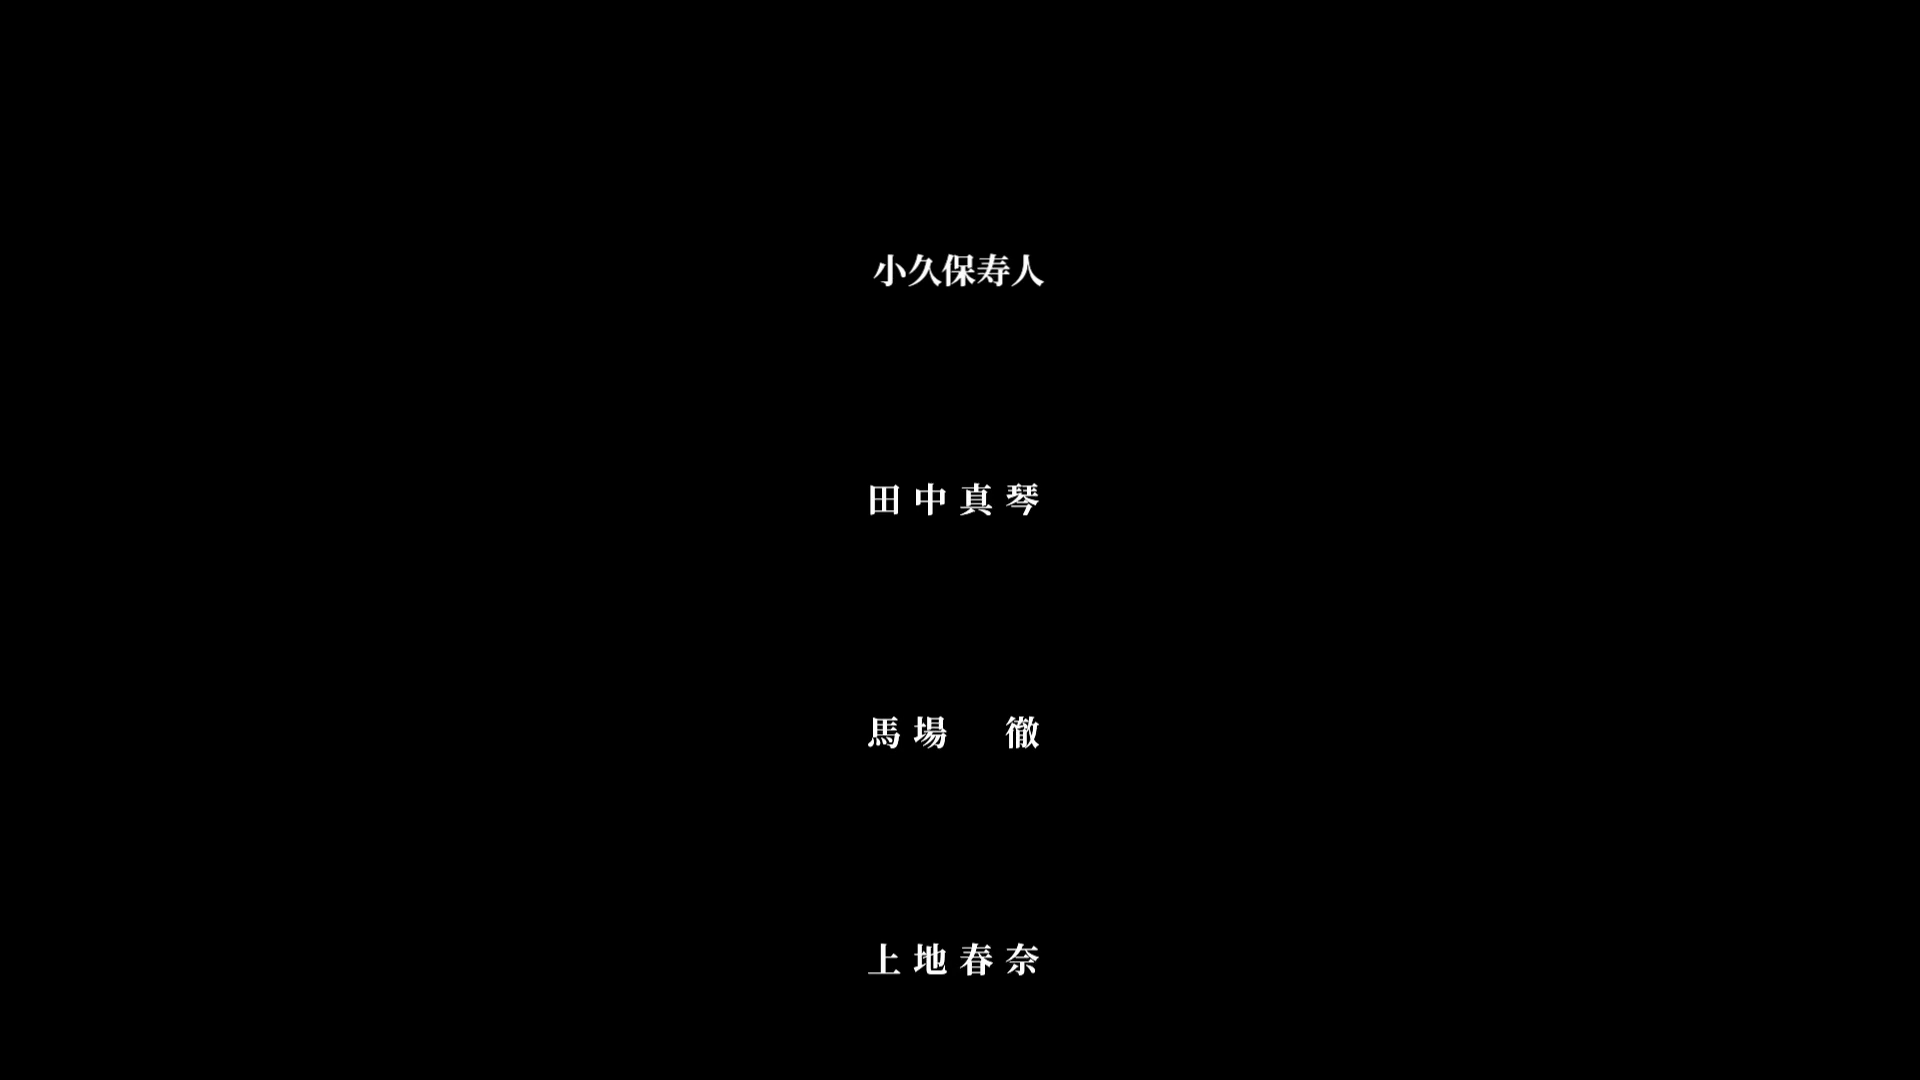 小久保寿人
田中真琴
馬場　徹
上地春奈